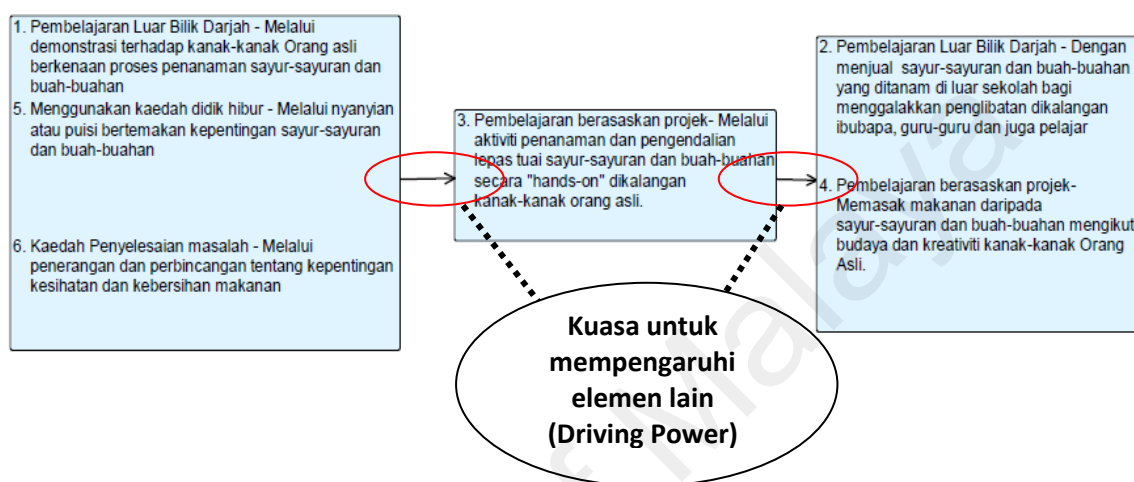 1. Pembelajaran Luar Bilik Darjah - Melalui
demonstrasi terhadap kanak-kanak Orang asli
berkenaan proses penanaman sayur-sayuran dan
buah-buahan
5. Menggunakan kaedah didik hibur - Melalui nyanyian
atau puisi bertemakan kepentingan sayur-sayuran
dan buah-buahan
6. Kaedah Penyelesaian masalah - Melalui
penerangan dan perbincangan tentang kepentingan
kesihatan dan kebersihan makanan
3. Pembelajaran berasaskan projek- Melalui
aktiviti penanaman dan pengendalian
lepas tuai sayur-sayuran dan buah-buahan
secara "hands-on" dikalangan
kanak-kanak orang asli.
2. Pembelajaran Luar Bilik Darjah - Dengan
menjual sayur-sayuran dan buah-buahan
yang ditanam di luar sekolah bagi
menggalakkan penglibatan dikalangan
ibubapa, guru-guru dan juga pelajar
4. Pembelajaran berasaskan projek-
Memasak makanan daripada
sayur-sayuran dan buah-buahan mengikut
budaya dan kreativiti kanak-kanak Orang
Asli.
Kuasa untuk
mempengaruhi
elemen lain
(Driving Power)
of Malaya